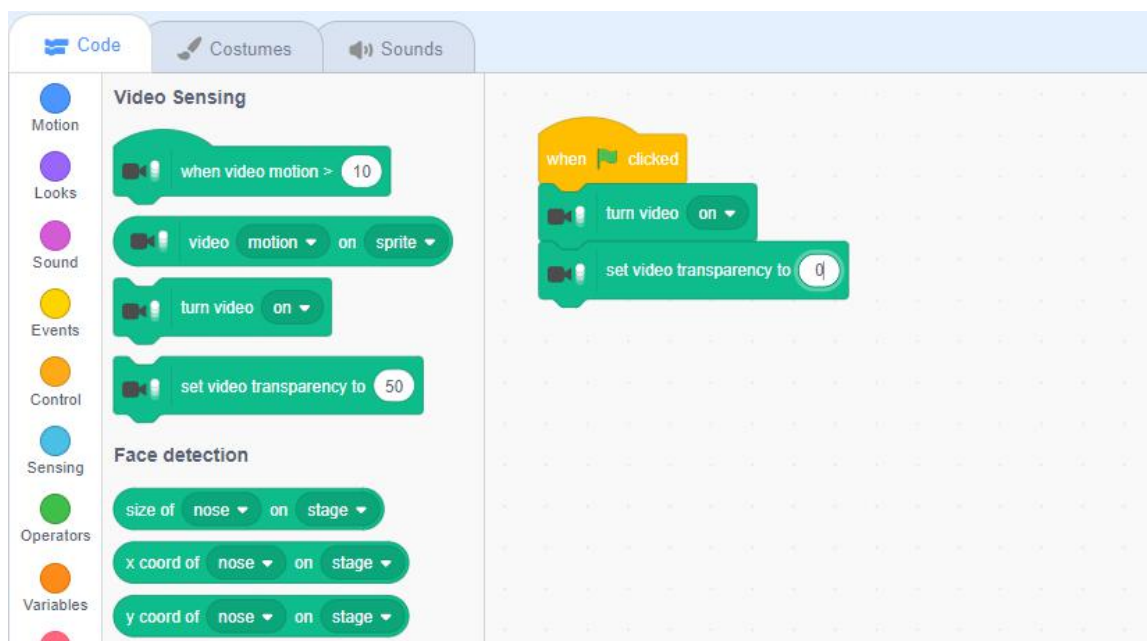 Code
Costumes
Sounds
Motion
Looks
Sound
Events
Control
Sensing
Operators
Variables
Video Sensing
when video motion > 10
video motion on sprite
turn video on
set video transparency to 50
Face detection
size of nose on stage
x coord of nose on stage
y coord of nose on stage
when clicked
turn video on
set video transparency to 0